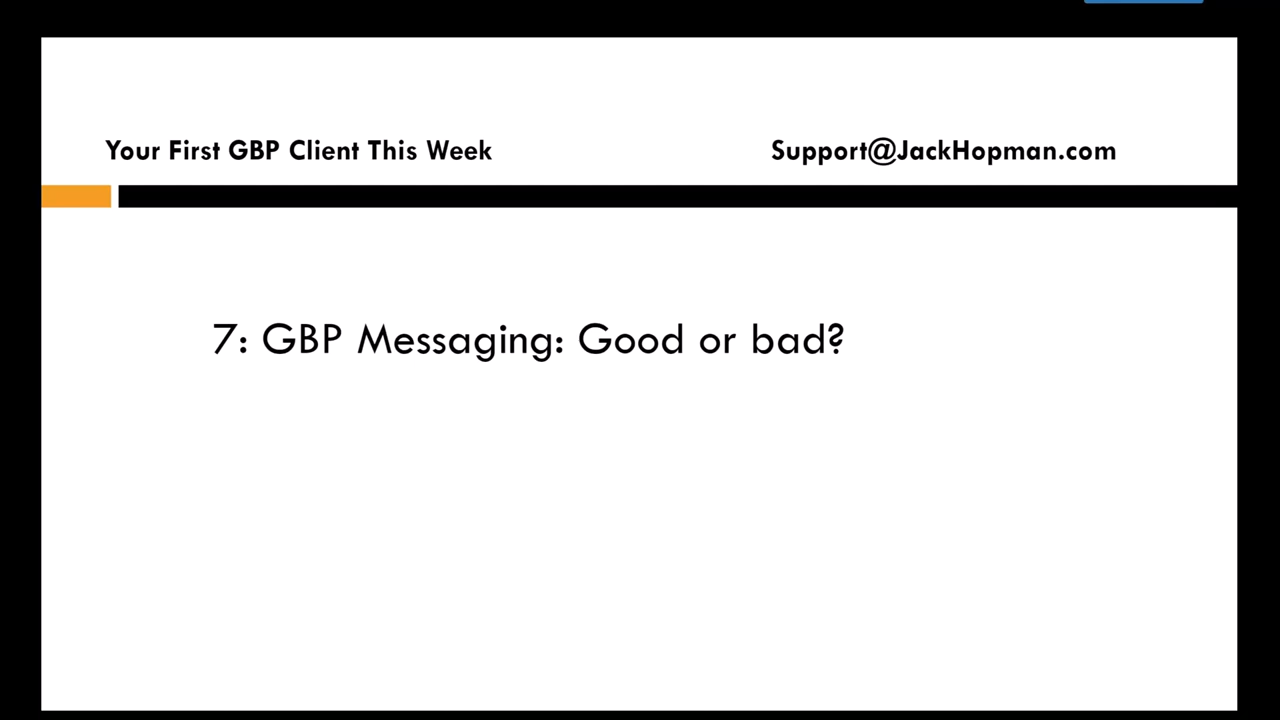 Your First GBP Client This Week
Support@JackHopman.com
7: GBP Messaging: Good or bad?